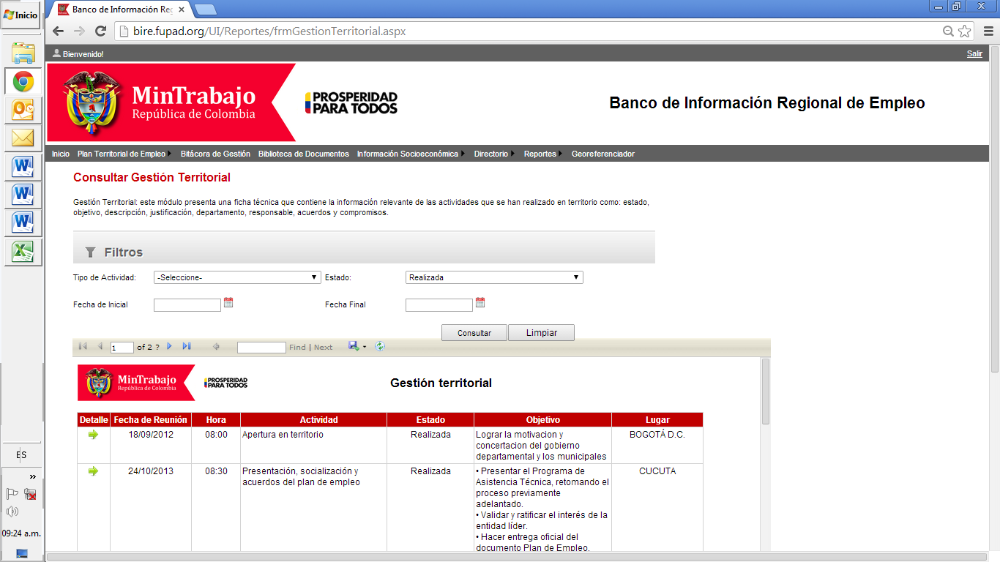 Inicio
Banco de Información Reg
bire.fupad.org/UI/Reportes/frmGestionTerritorial.aspx
Bienvenido!
Salir
MinTrabajo
República de Colombia
PROSPERIDAD
PARA TODOS
Banco de Información Regional de Empleo
Inicio Plan Territorial de Empleo Bitácora de Gestión Biblioteca de Documentos Información Socioeconómica Directorio Reportes Georeferenciador
Consultar Gestión Territorial
Gestión Territorial: este módulo presenta una ficha técnica que contiene la información relevante de las actividades que se han realizado en territorio como: estado,
objetivo, descripción, justificación, departamento, responsable, acuerdos y compromisos.
Filtros
Tipo de Actividad: -Seleccione- Estado: Realizada
Fecha de Inicial Fecha Final
Consultar Limpiar
1 of 2 ? Find | Next
MinTrabajo
República de Colombia
PROSPERIDAD
PARA TODOS
Gestión territorial
Detalle Fecha de Reunión Hora Actividad Estado Objetivo Lugar
18/09/2012 08:00 Apertura en territorio Realizada Lograr la motivacion y BOGOTÁ D.C.
concertacion del gobierno
departamental y los municipales
24/10/2013 08:30 Presentación, socialización y Realizada • Presentar el Programa de CUCUTA
acuerdos del plan de empleo Asistencia Técnica, retomando el
proceso previamente
adelantado.
• Validar y ratificar el interés de la
entidad líder.
• Hacer entrega oficial del
documento Plan de Empleo.
ES
»
09:24 a.m.